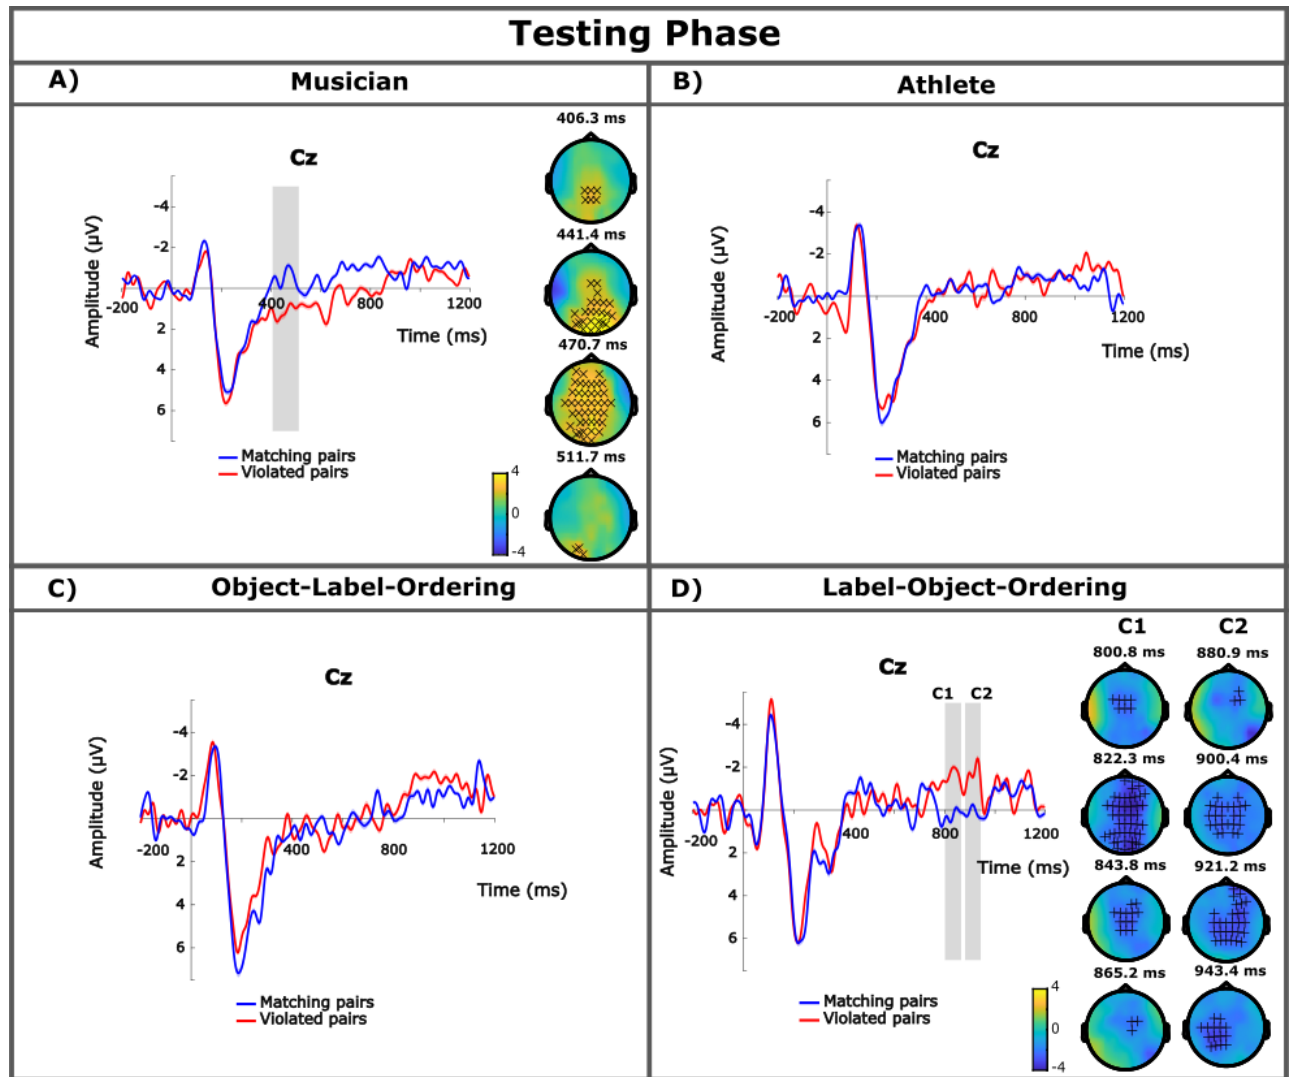 Testing Phase
A)
Musician
B)
Athlete
Cz
Amplitude (µV)
-4
-2
2
4
6
-200
400
800
1200
Time (ms)
Matching pairs
Violated pairs
406.3 ms
441.4 ms
470.7 ms
511.7 ms
4
0
-4
Cz
Amplitude (µV)
-4
-2
2
4
6
-200
400
800
1200
Time (ms)
Matching pairs
Violated pairs
C)
Object-Label-Ordering
D)
Label-Object-Ordering
Cz
Amplitude (µV)
-4
-2
2
4
6
-200
400
800
1200
Time (ms)
Matching pairs
Violated pairs
Cz
C1
C2
Amplitude (µV)
-4
-2
2
4
6
-200
400
800
1200
Time (ms)
Matching pairs
Violated pairs
C1
C2
800.8 ms
880.9 ms
822.3 ms
900.4 ms
843.8 ms
921.2 ms
865.2 ms
943.4 ms
4
0
-4